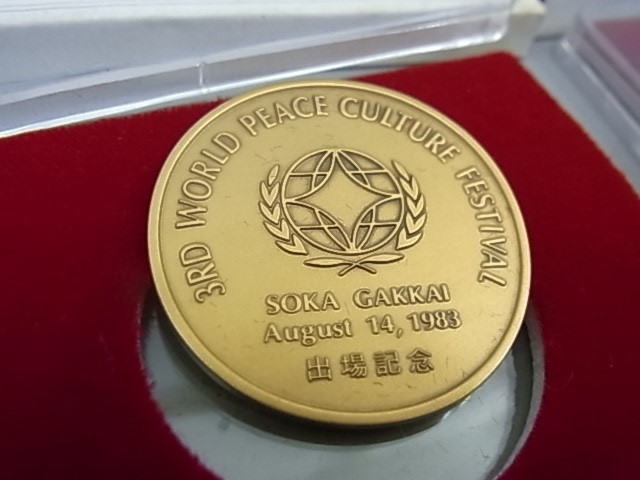 3RD WORLD PEACE CULTURE FESTIVAL
SOKA GAKKAI
August 14, 1983
出場記念